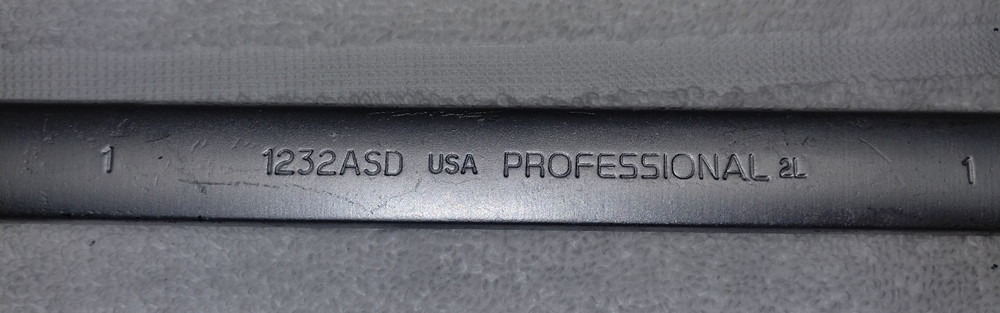 1 1232ASD USA PROFESSIONAL 2L 1